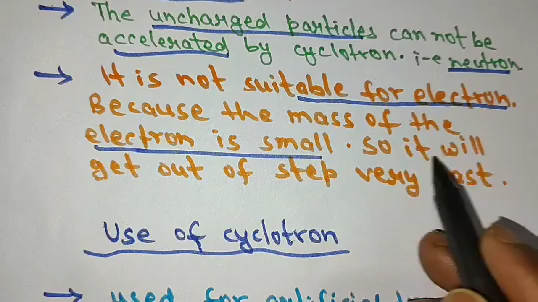 → The uncharged particles can not be
accelerated by cyclotron. i-e neutron
→ It is not suitable for electron.
Because the mass of the
electron is small. so it will
get out of step very
Use of cyclotron
→ used for